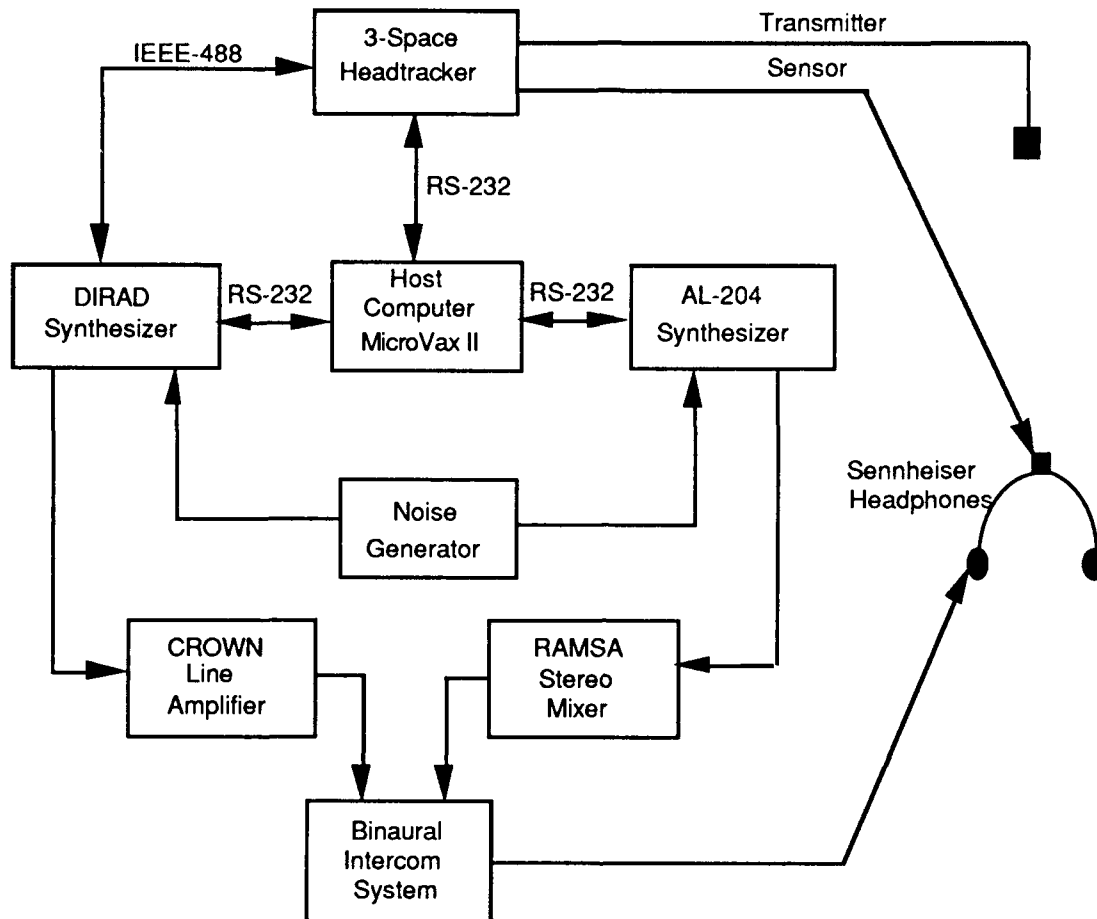 Transmitter
3-Space
Headtracker
IEEE-488
Sensor
RS-232
DIRAD
Synthesizer
RS-232
Host
Computer
MicroVax II
RS-232
AL-204
Synthesizer
Sennheiser
Headphones
Noise
Generator
CROWN
Line
Amplifier
RAMSA
Stereo
Mixer
Binaural
Intercom
System